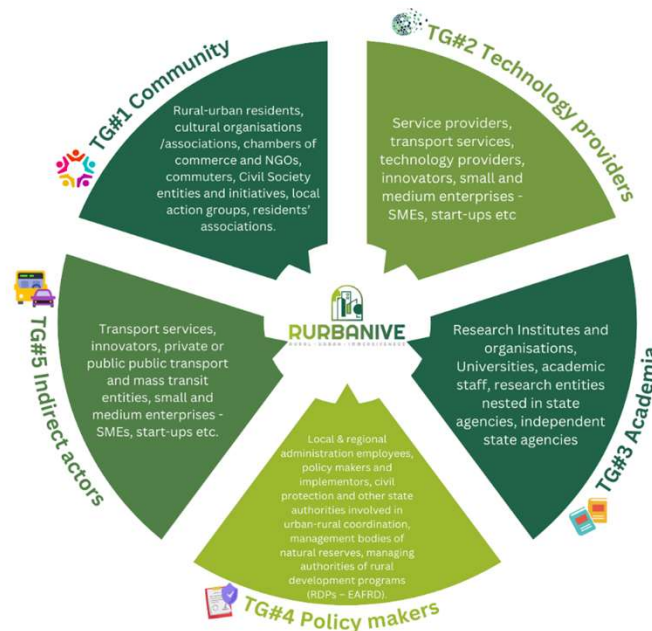 TG#1 Community
Rural-urban residents,
cultural organisations
/associations, chambers of
commerce and NGOs,
commuters, Civil Society
entities and initiatives, local
action groups, residents'
associations.
TG#2 Technology providers
Service providers,
transport services,
technology providers,
innovators, small and
medium enterprises -
SMEs, start-ups etc
TG#3 Academia
Research Institutes and
organisations,
Universities, academic
staff, research entities
nested in state
agencies, independent
state agencies
TG#4 Policy makers
Local & regional
administration employees,
policy makers and
implementors, civil
protection and other state
authorities involved in
urban-rural coordination,
management bodies of
natural reserves, managing
authorities of rural
development programs
(RDPs – EAFRD).
TG#5 Indirect actors
Transport services,
innovators, private or
public public transport
and mass transit
entities, small and
medium enterprises -
SMEs, start-ups etc.
RURBANIVE